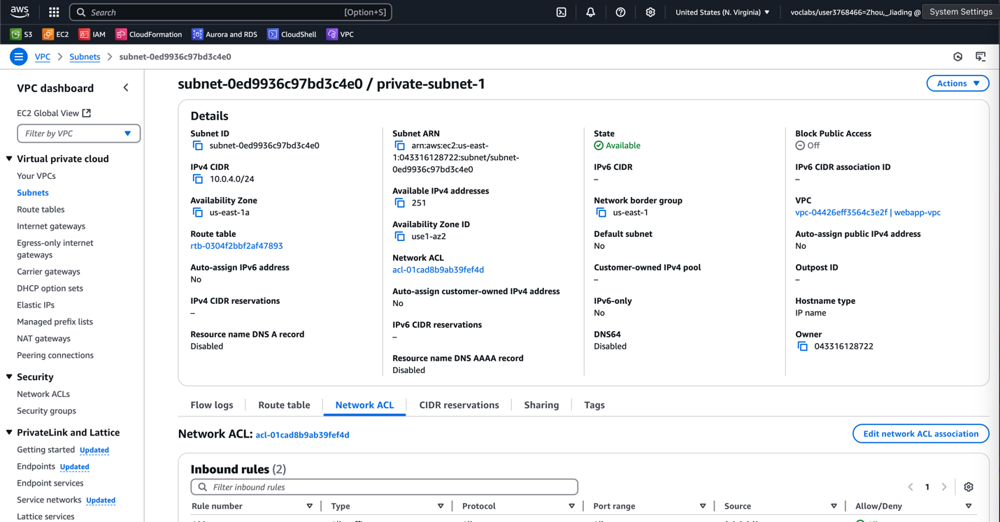 aws
Search [Option+S]
United States (N. Virginia)
voclabs/user3768466=Zhou,_Jiading @
System Settings
S3 EC2 IAM CloudFormation Aurora and RDS CloudShell VPC
VPC Subnets subnet-0ed9936c97bd3c4e0
VPC dashboard
EC2 Global View
Filter by VPC
Virtual private cloud
Your VPCs
Subnets
Route tables
Internet gateways
Egress-only internet
gateways
Carrier gateways
DHCP option sets
Elastic IPs
Managed prefix lists
NAT gateways
Peering connections
Security
Network ACLs
Security groups
PrivateLink and Lattice
Getting started Updated
Endpoints Updated
Endpoint services
Service networks Updated
Lattice services
subnet-0ed9936c97bd3c4e0 / private-subnet-1
Actions
Details
Subnet ID
subnet-0ed9936c97bd3c4e0
IPv4 CIDR
10.0.4.0/24
Availability Zone
us-east-1a
Route table
rtb-0304f2bbf2af47893
Auto-assign IPv6 address
No
IPv4 CIDR reservations
–
Resource name DNS A record
Disabled
Subnet ARN
arn:aws:ec2:us-east-
1:043316128722:subnet/subnet-
0ed9936c97bd3c4e0
Available IPv4 addresses
251
Availability Zone ID
use1-az2
Network ACL
acl-01cad8b9ab39fef4d
Auto-assign customer-owned IPv4 address
No
IPv6 CIDR reservations
–
Resource name DNS AAAA record
Disabled
State
Available
IPv6 CIDR
–
Network border group
us-east-1
Default subnet
No
Customer-owned IPv4 pool
–
IPv6-only
No
DNS64
Disabled
Block Public Access
Off
IPv6 CIDR association ID
–
VPC
vpc-04426eff3564c3e2f | webapp-vpc
Auto-assign public IPv4 address
No
Outpost ID
–
Hostname type
IP name
Owner
043316128722
Flow logs Route table Network ACL CIDR reservations Sharing Tags
Network ACL: acl-01cad8b9ab39fef4d
Edit network ACL association
Inbound rules (2)
Filter inbound rules
1
Rule number Type Protocol Port range Source Allow/Deny